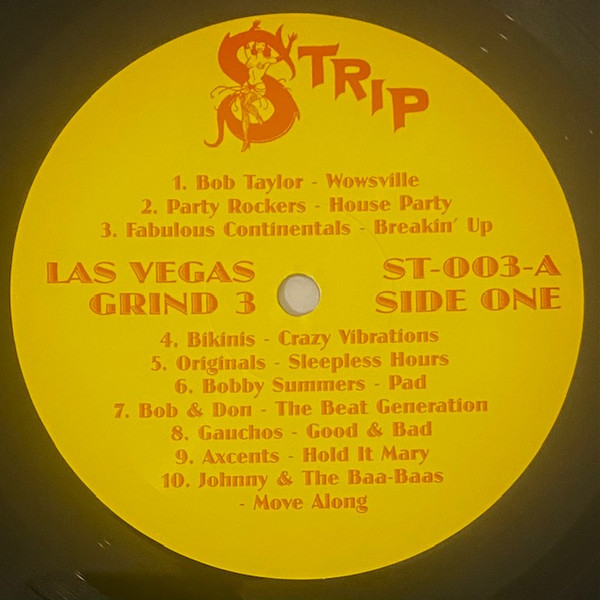 STRIP
1. Bob Taylor - Wowsville
2. Party Rockers - House Party
3. Fabulous Continentals - Breakin' Up
LAS VEGAS
GRIND 3
ST-003-A
SIDE ONE
4. Bikinis - Crazy Vibrations
5. Originals - Sleepless Hours
6. Bobby Summers - Pad
7. Bob & Don - The Beat Generation
8. Gauchos - Good & Bad
9. Axcents - Hold It Mary
10. Johnny & The Baa-Baas
- Move Along